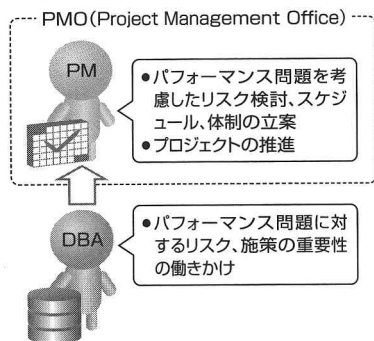 PMO(Project Management Office)
PM
●パフォーマンス問題を考
慮したリスク検討、スケジ
ュール、体制の立案
●プロジェクトの推進
DBA
●パフォーマンス問題に対
するリスク、施策の重要性
の働きかけ